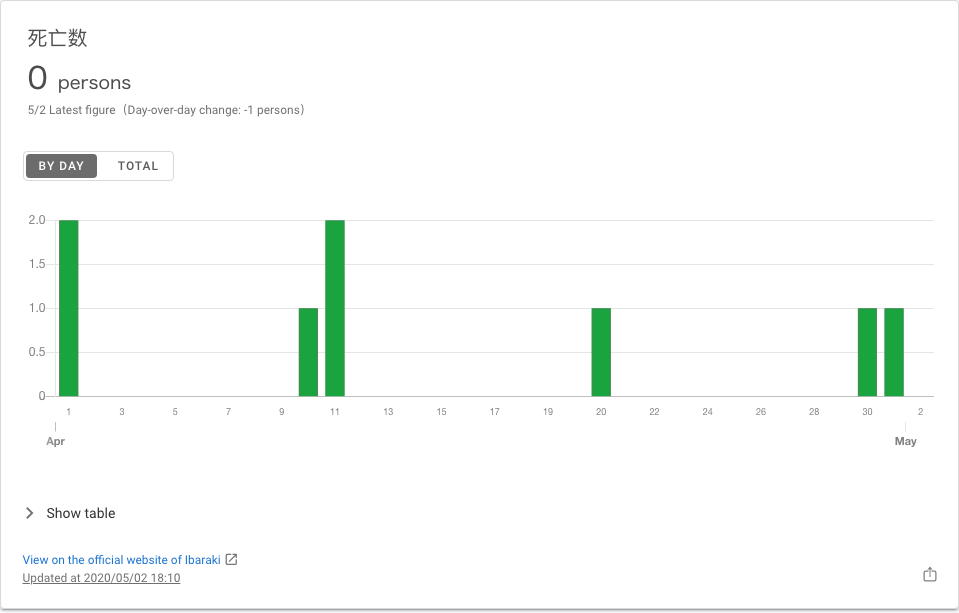 死亡数
0 persons
5/2 Latest figure（Day-over-day change: -1 persons）
BY DAY TOTAL
2.0
1.5
1.0
0.5
0
1 3 5 7 9 11 13 15 17 19 20 22 24 26 28 30 2
Apr May
Show table
View on the official website of Ibaraki
Updated at 2020/05/02 18:10